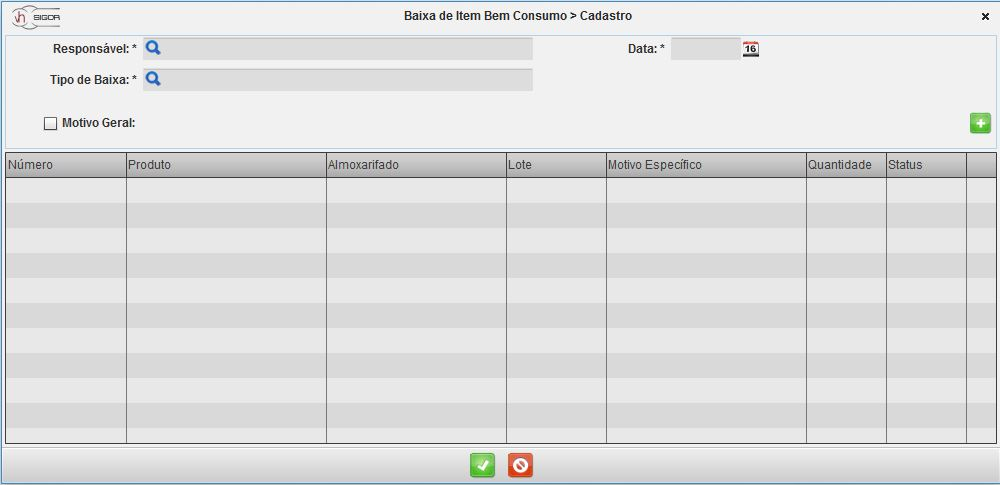 SIGOR
Baixa de Item Bem Consumo > Cadastro
Responsável: *
Data: *
16
Tipo de Baixa: *
Motivo Geral:
Número Produto Almoxarifado Lote Motivo Específico Quantidade Status